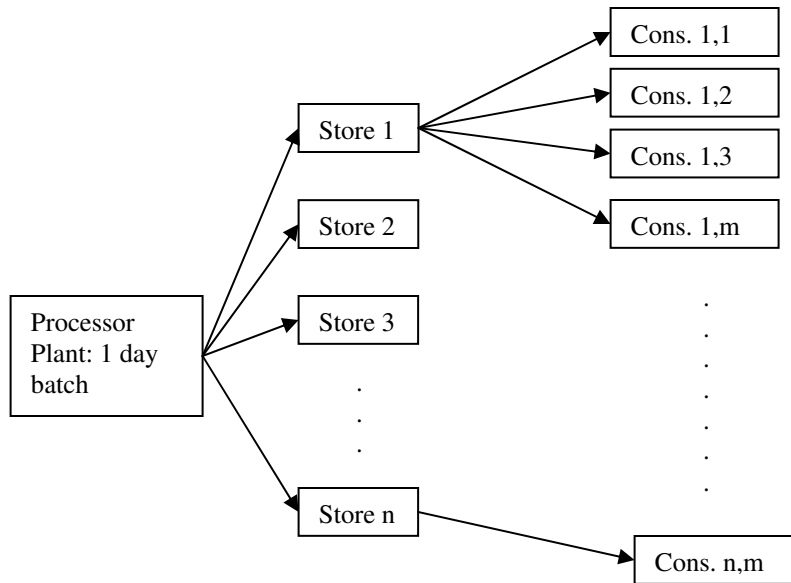 Cons. 1,1
Cons. 1,2
Store 1
Cons. 1,3
Store 2
Cons. 1,m
Processor
Plant: 1 day
batch
Store 3
Store n
Cons. n,m